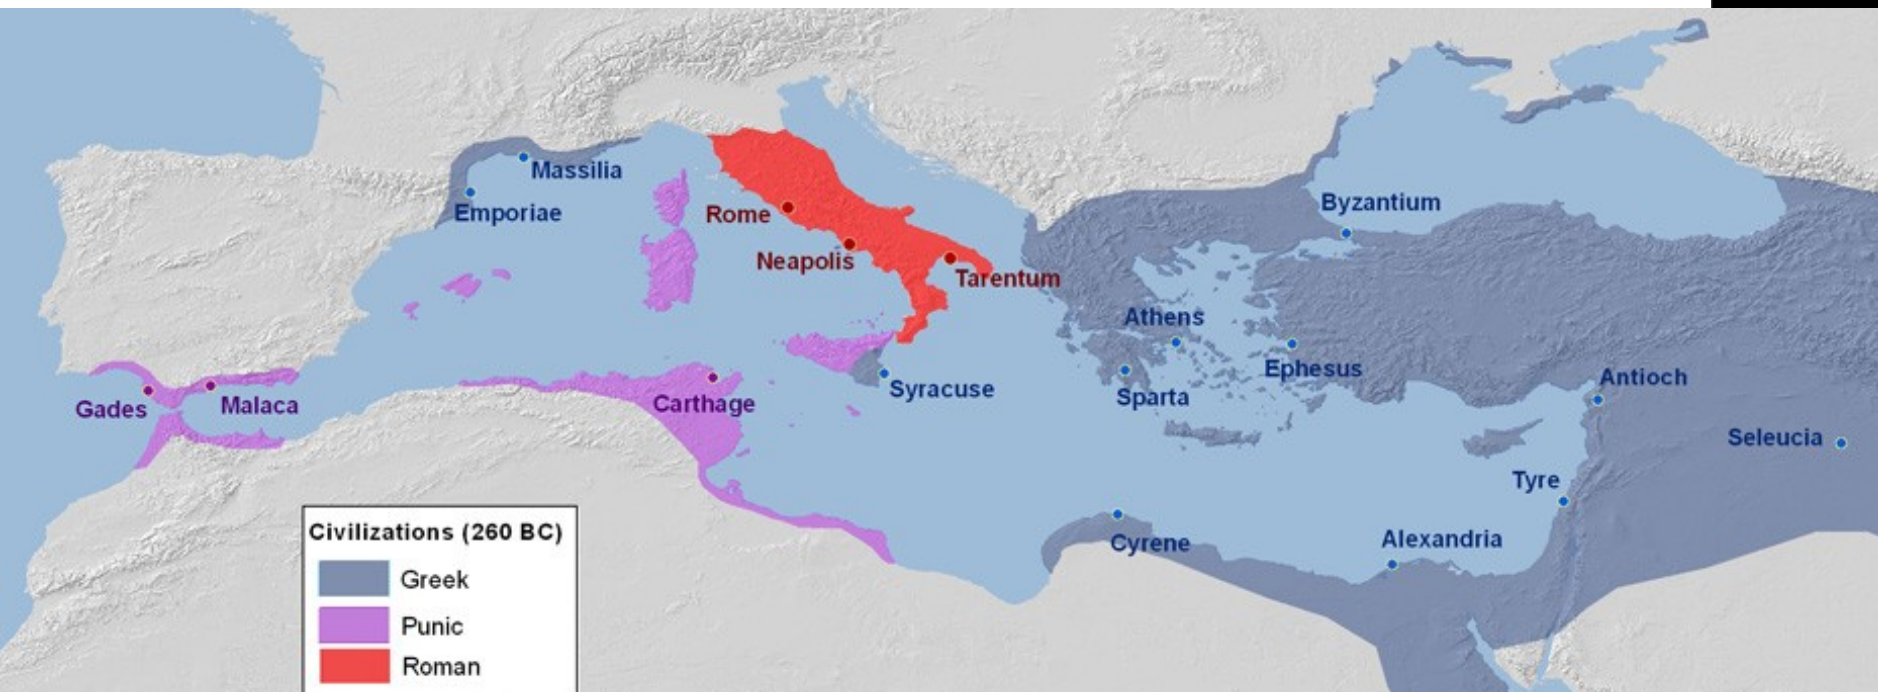 Massilia
Emporiae
Rome
Neapolis
Tarentum
Byzantium
Athens
Ephesus
Sparta
Syracuse
Antioch
Gades
Malaca
Carthage
Seleucia
Tyre
Cyrene
Alexandria
Civilizations (260 BC)
Greek
Punic
Roman